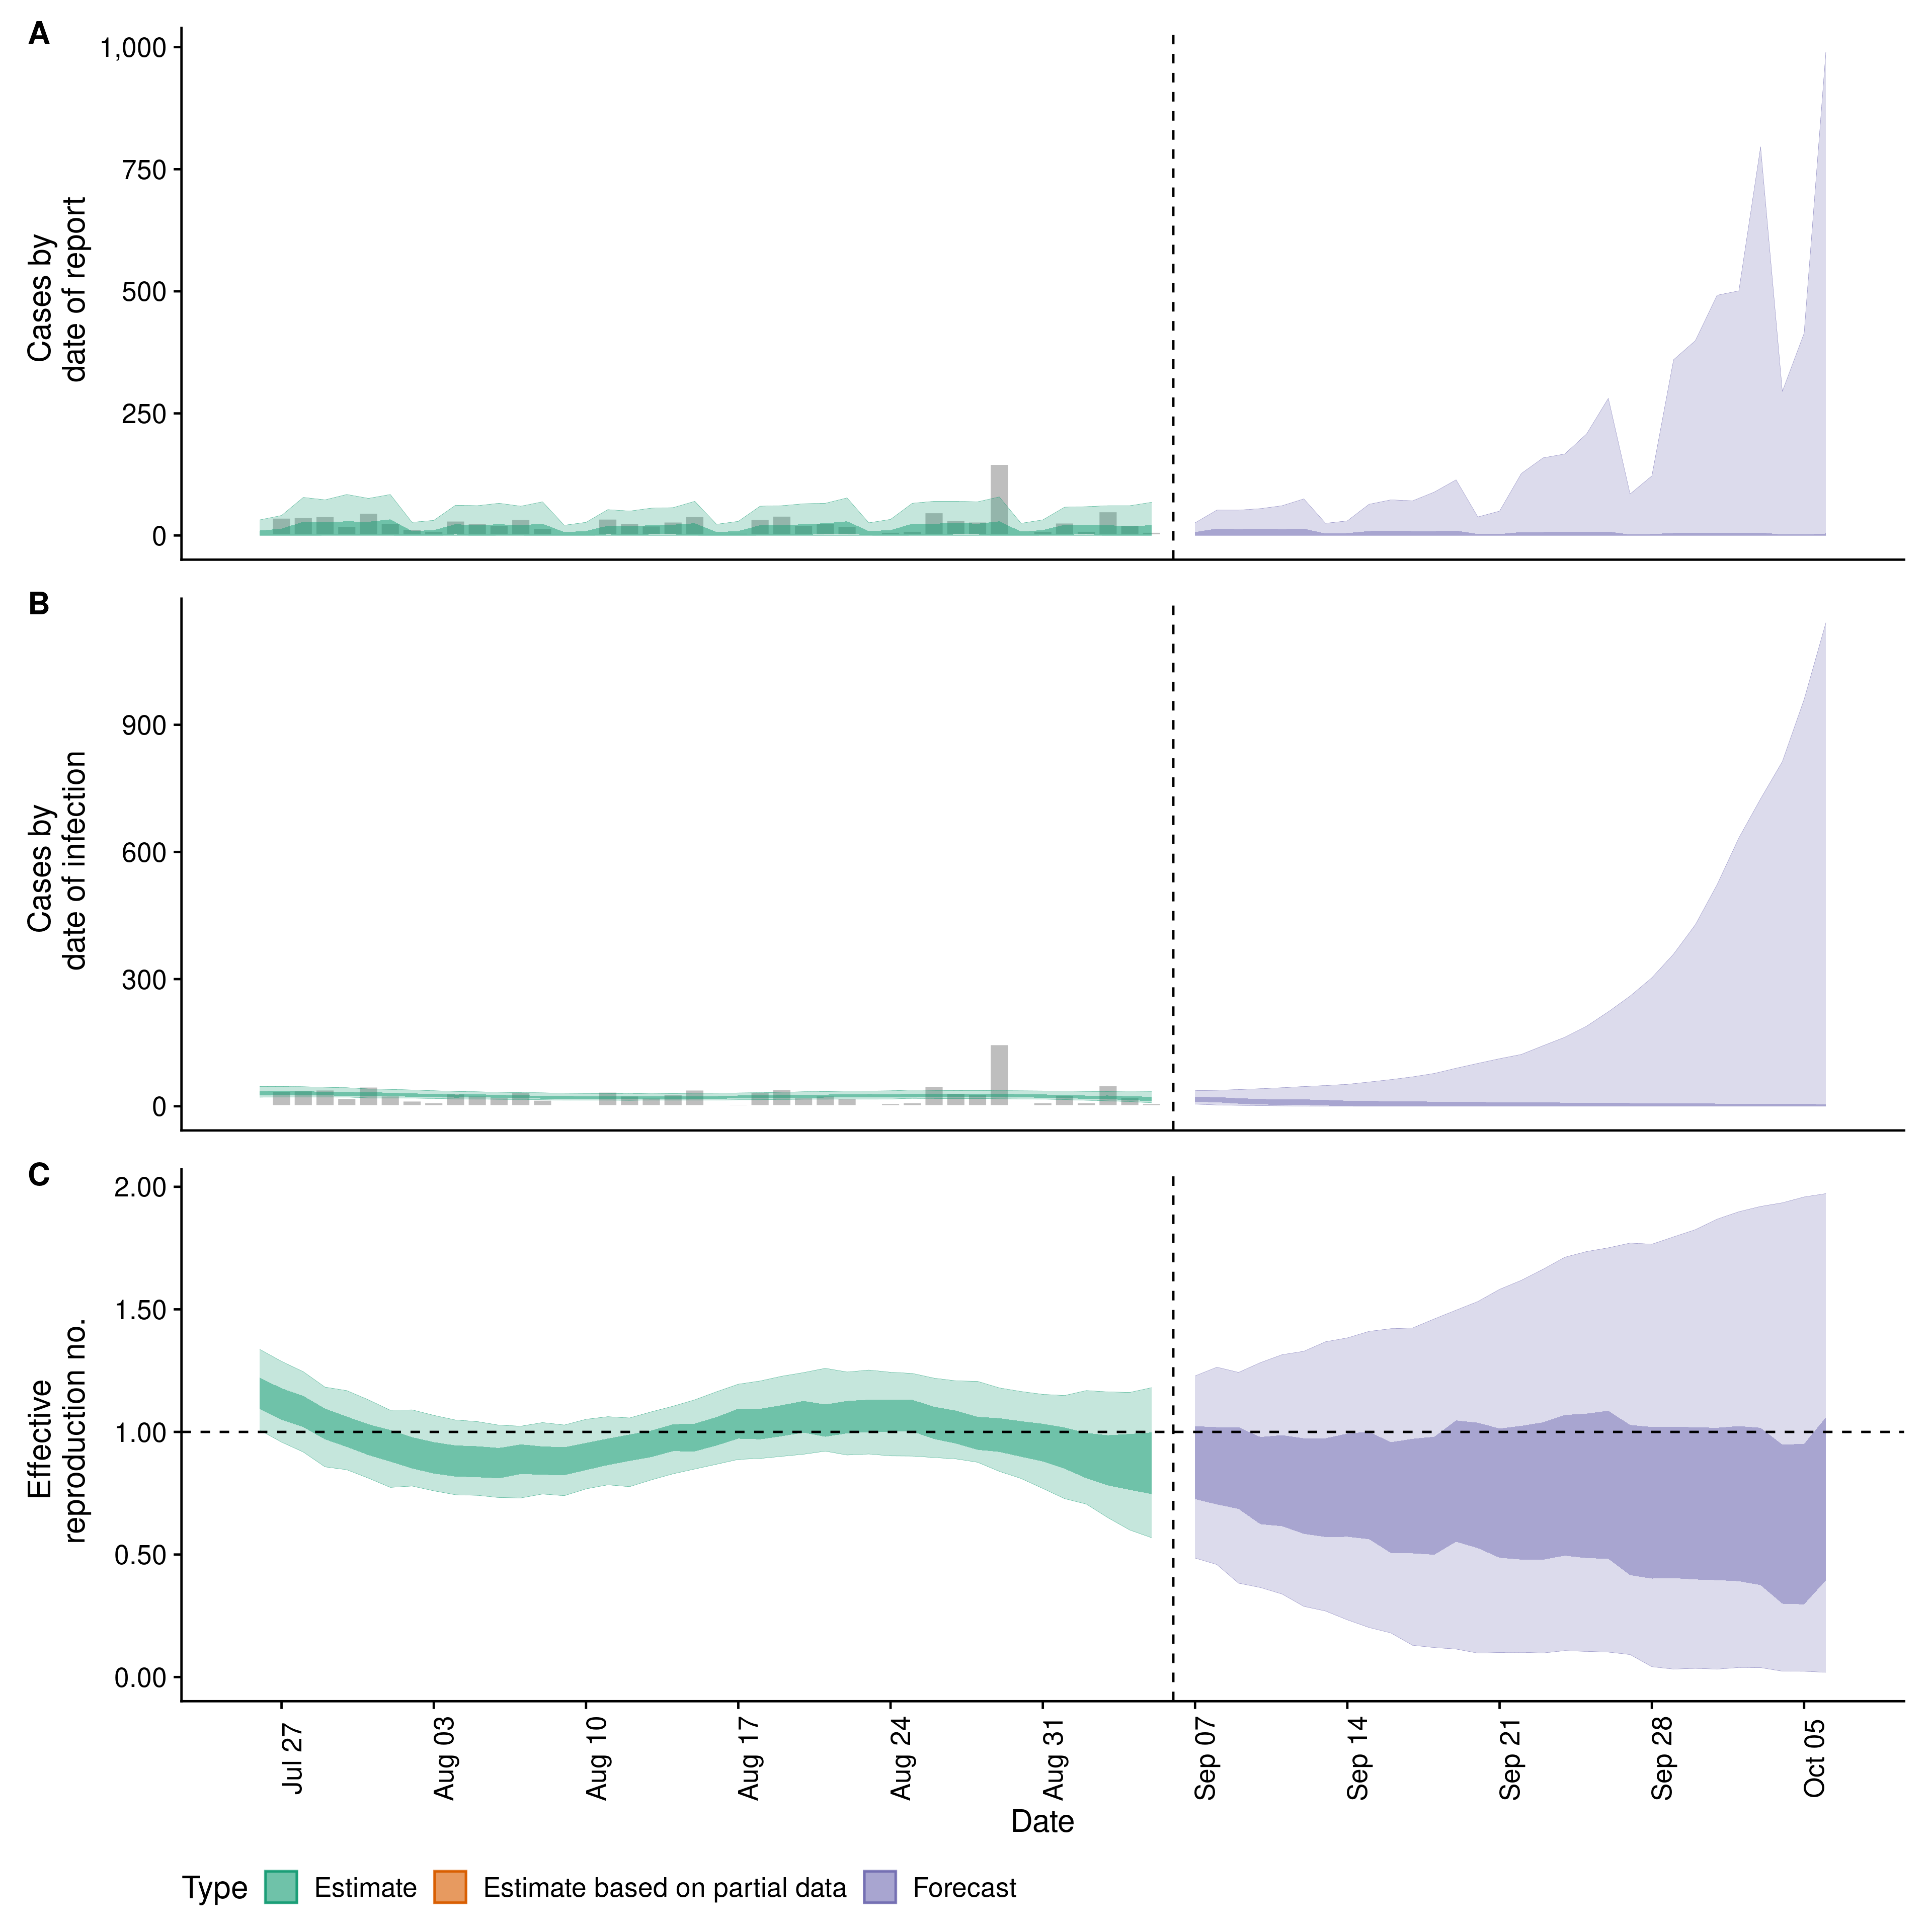 A
1,000
750
500
250
0
Cases by
date of report
B
900
600
300
0
Cases by
date of infection
C
2.00
1.50
1.00
0.50
0.00
Effective
reproduction no.
Jul 27
Aug 03
Aug 10
Aug 17
Aug 24
Aug 31
Sep 07
Sep 14
Sep 21
Sep 28
Oct 05
Date
Type Estimate Estimate based on partial data Forecast